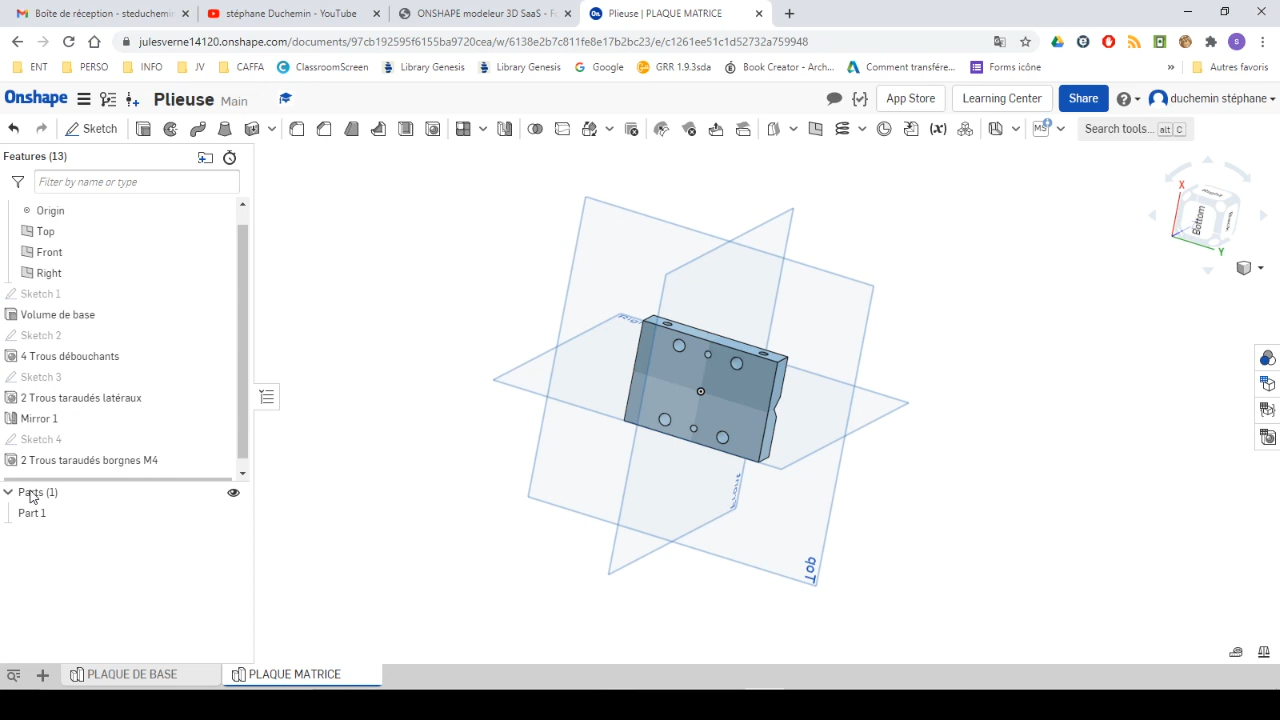 Boîte de réception - steduchemin
stéphane Duchemin - YouTube
ONSHAPE modeleur 3D SaaS - F
Plieuse | PLAQUE MATRICE
julesverne14120.onshape.com/documents/97cb192595f6155ba9720cea/w/6138e2b7c811fe8e17b2bc23/e/c1261ee51c1d52732a759948
ENT PERSO INFO JV CAFFA ClassroomScreen Library Genesis Library Genesis Google GRR 1.9.3sda Book Creator - Arch... Comment transfére... Forms icône » Autres favoris
Onshape Plieuse Main App Store Learning Center Share duchemin stéphane
Sketch Search tools... alt C
Features (13)
Filter by name or type
Origin
Top
Front
Right
Sketch 1
Volume de base
Sketch 2
4 Trous débouchants
Sketch 3
2 Trous taraudés latéraux
Mirror 1
Sketch 4
2 Trous taraudés borgnes M4
Parts (1)
Part 1
X
Bottom
Y
Front
Top
PLAQUE DE BASE PLAQUE MATRICE